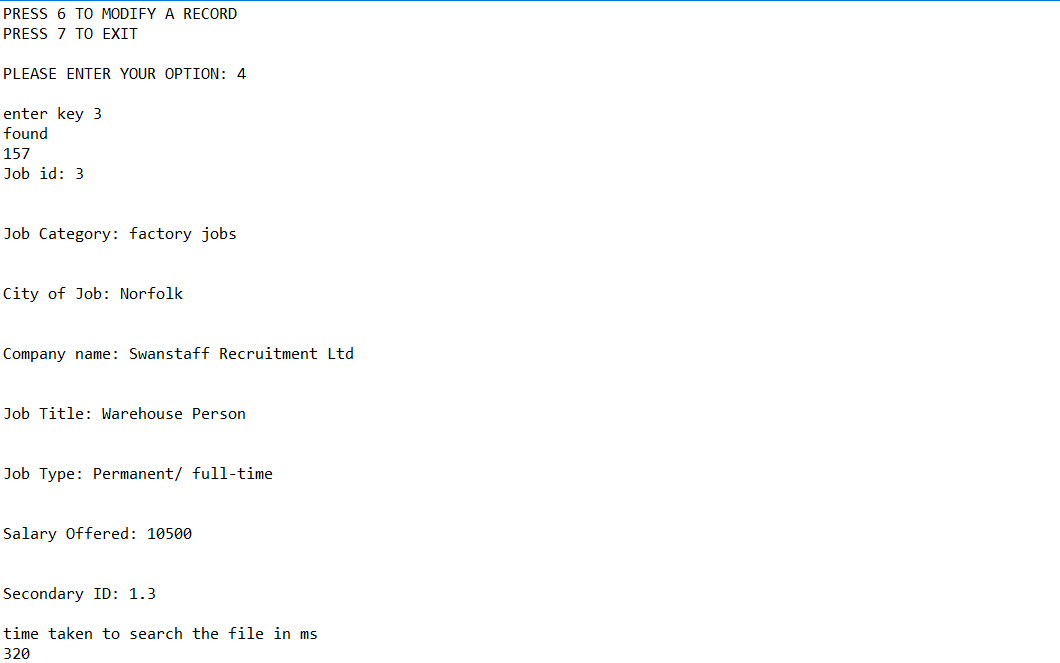 PRESS 6 TO MODIFY A RECORD
PRESS 7 TO EXIT
PLEASE ENTER YOUR OPTION: 4
enter key 3
found
157
Job id: 3
Job Category: factory jobs
City of Job: Norfolk
Company name: Swanstaff Recruitment Ltd
Job Title: Warehouse Person
Job Type: Permanent/ full-time
Salary Offered: 10500
Secondary ID: 1.3
time taken to search the file in ms
320